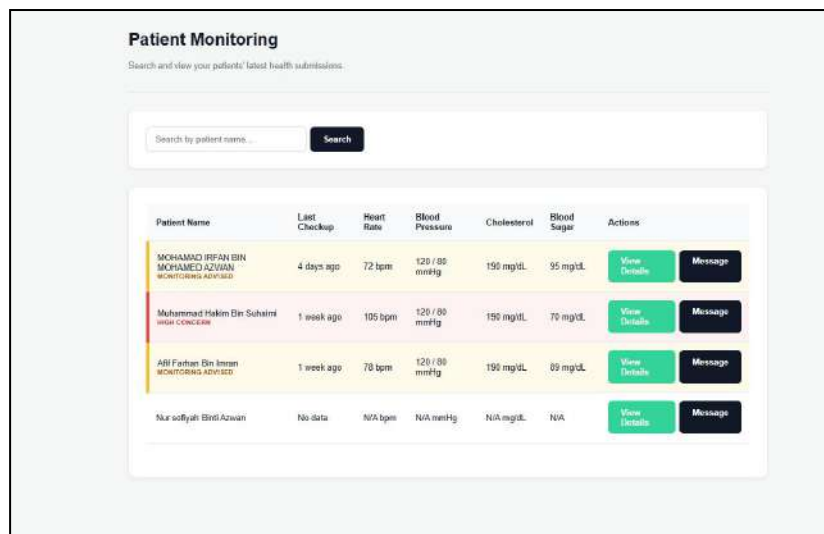 Patient Monitoring
Search and view your patients' latest health submissions.
Search by patient name...
Search
Patient Name
Last
Checkup
Heart
Rate
Blood
Pressure
Cholesterol
Blood
Sugar
Actions
MOHAMAD IRFAN BIN
MOHAMED AZWAN
MONITORING ADVISED
4 days ago
72 bpm
120 / 80
mmHg
190 mg/dL
95 mg/dL
View
Details
Message
Muhammad Hakim Bin Suhaimi
HIGH CONCERN
1 week ago
105 bpm
120 / 80
mmHg
190 mg/dL
70 mg/dL
View
Details
Message
Afif Farhan Bin Imran
MONITORING ADVISED
1 week ago
78 bpm
120 / 80
mmHg
190 mg/dL
89 mg/dL
View
Details
Message
Nur sofiyah Binti Azwan
No data
N/A bpm
N/A mmHg
N/A mg/dL
N/A
View
Details
Message